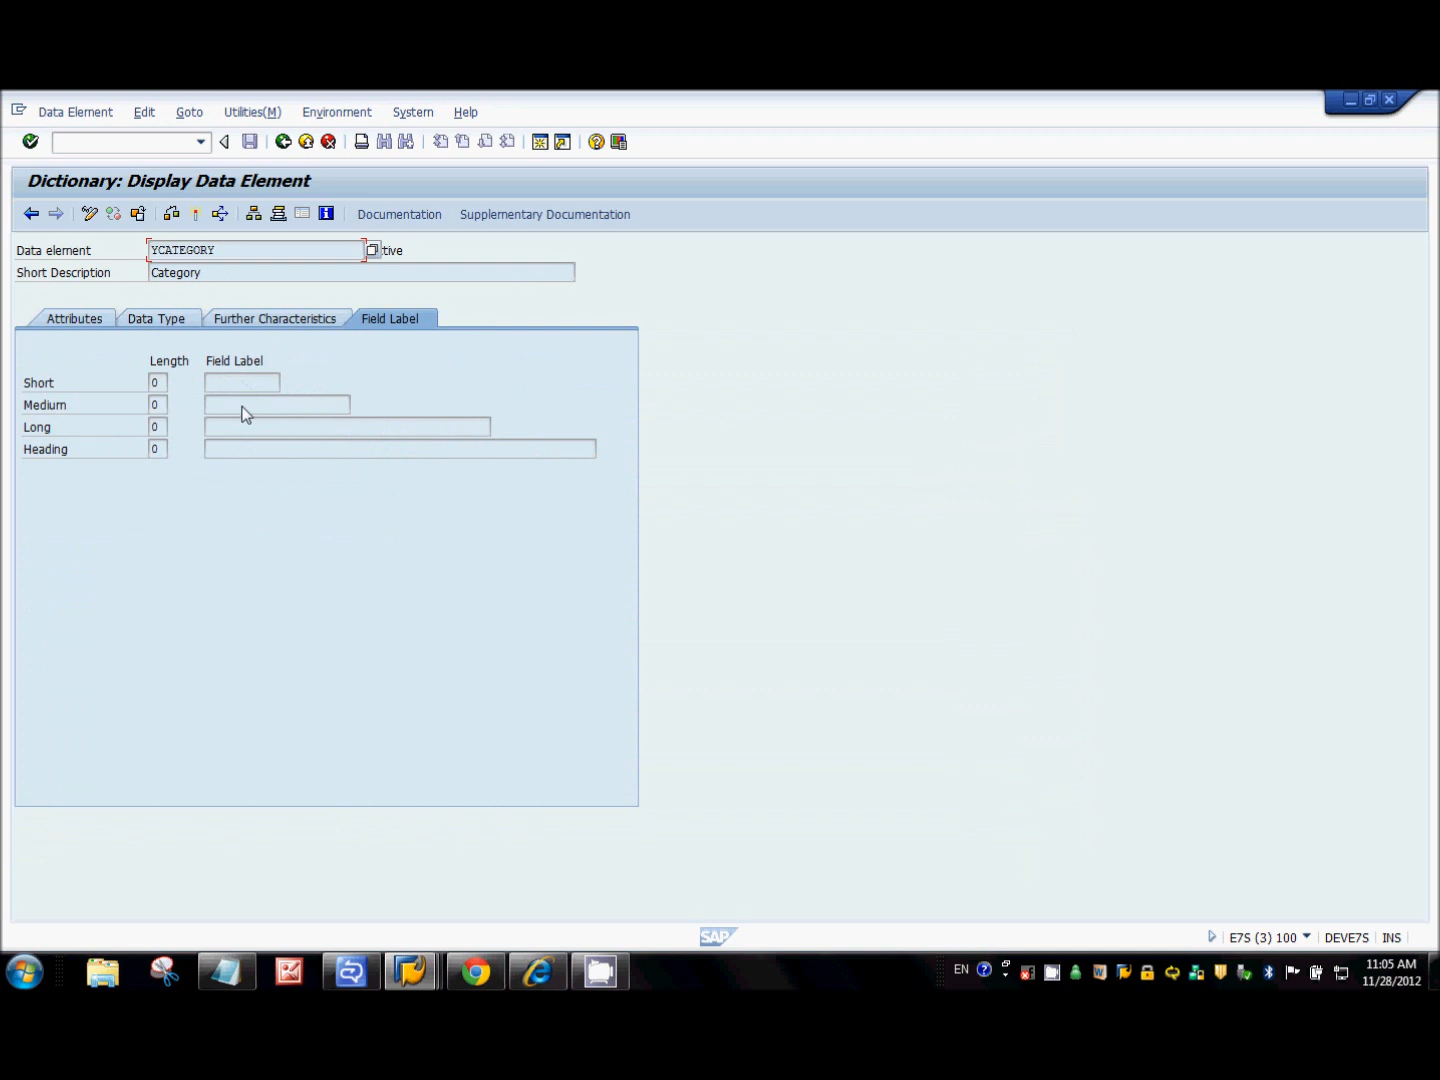 Data Element Edit Goto Utilities(M) Environment System Help
Dictionary: Display Data Element
Documentation Supplementary Documentation
Data element YCATEGORY tive
Short Description Category
Attributes Data Type Further Characteristics Field Label
Length Field Label
Short 0
Medium 0
Long 0
Heading 0
SAP
E7S (3) 100 DEVE7S INS
EN
11:05 AM
11/28/2012